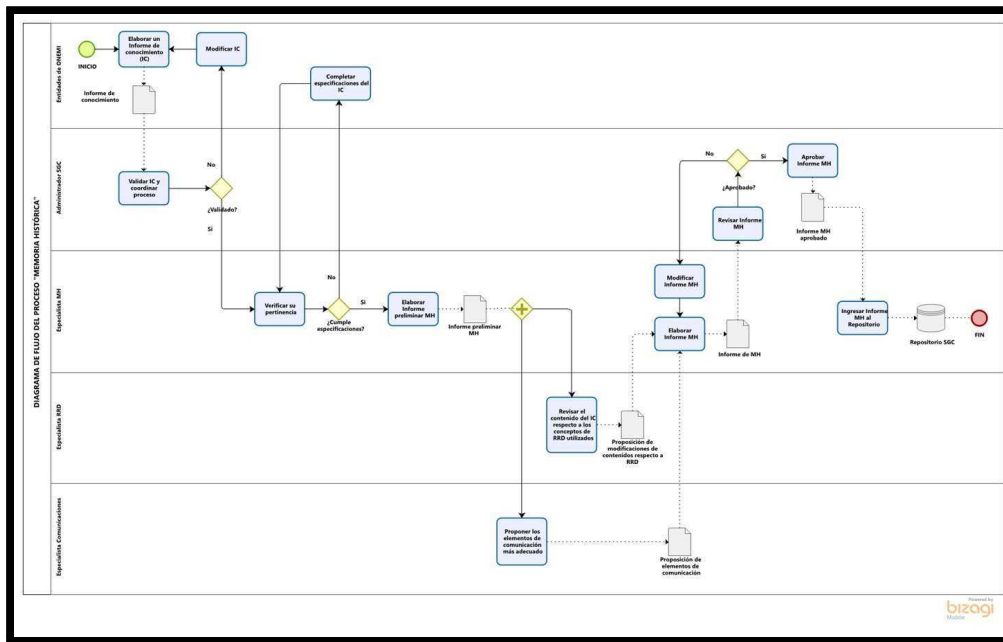 DIAGRAMA DE FLUJO DEL PROCESO "MEMORIA HISTÓRICA"
Entidades de ONEMI
INICIO
Elaborar un
Informe de
conocimiento
(IC)
Modificar IC
Informe de
conocimiento
Completar
especificaciones del
IC
Administrador SGC
Validar IC y
coordinar
proceso
No
¿Validado?
Si
No
¿Aprobado?
Si
Aprobar
Informe MH
Revisar Informe
MH
Informe MH
aprobado
Especialista MH
Verificar su
pertinencia
No
¿Cumple
especificaciones?
Si
Elaborar
Informe
preliminar MH
Informe preliminar
MH
Modificar
Informe MH
Elaborar
Informe MH
Informe de MH
Ingresar Informe
MH al
Repositorio
Repositorio SGC
FIN
Especialista RRD
Revisar el
contenido del IC
respecto a los
conceptos de
RRD utilizados
Proposición de
modificaciones de
contenidos respecto a
RRD
Especialista Comunicaciones
Proponer los
elementos de
comunicación
más adecuado
Proposición de
elementos de
comunicación
Powered by
bizagi
Modeler